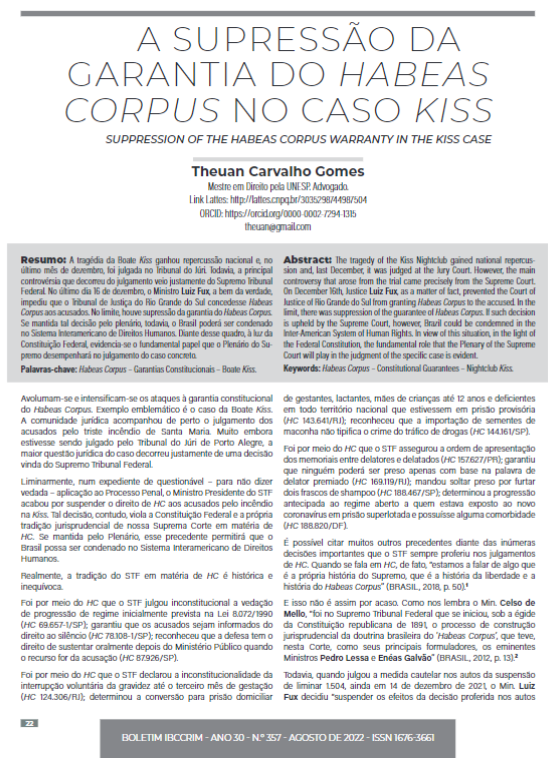 A SUPRESSÃO DA
GARANTIA DO HABEAS
CORPUS NO CASO KISS
SUPPRESSION OF THE HABEAS CORPUS WARRANTY IN THE KISS CASE
Theuan Carvalho Gomes
Mestre em Direito pela UNESP. Advogado.
Link Lattes: http://lattes.cnpq.br/3035298744987504
ORCID: https://orcid.org/0000-0002-7294-1315
theuan@gmail.com
Resumo: A tragédia da Boate Kiss ganhou repercussão nacional e, no
último mês de dezembro, foi julgada no Tribunal do Júri. Todavia, a principal
controvérsia que decorreu do julgamento veio justamente do Supremo Tribunal
Federal. No último dia 16 de dezembro, o Ministro Luiz Fux, a bem da verdade,
impediu que o Tribunal de Justiça do Rio Grande do Sul concedesse Habeas
Corpus aos acusados. No limite, houve supressão da garantia do Habeas Corpus.
Se mantida tal decisão pelo plenário, todavia, o Brasil poderá ser condenado
no Sistema Interamericano de Direitos Humanos. Diante desse quadro, à luz da
Constituição Federal, evidencia-se o fundamental papel que o Plenário do Su-
premo desempenhará no julgamento do caso concreto.
Palavras-chave: Habeas Corpus – Garantias Constitucionais – Boate Kiss.
Abstract: The tragedy of the Kiss Nightclub gained national repercus-
sion and, last December, it was judged at the Jury Court. However, the main
controversy that arose from the trial came precisely from the Supreme Court.
On December 16th, Justice Luiz Fux, as a matter of fact, prevented the Court of
Justice of Rio Grande do Sul from granting Habeas Corpus to the accused. In the
limit, there was suppression of the guarantee of Habeas Corpus. If such decision
is upheld by the Supreme Court, however, Brazil could be condemned in the
Inter-American System of Human Rights. In view of this situation, in the light of
the Federal Constitution, the fundamental role that the Plenary of the Supreme
Court will play in the judgment of the specific case is evident.
Keywords: Habeas Corpus – Constitutional Guarantees – Nightclub Kiss.
Avolumam-se e intensificam-se os ataques à garantia constitucional
do Habeas Corpus. Exemplo emblemático é o caso da Boate Kiss.
A comunidade jurídica acompanhou de perto o julgamento dos
acusados pelo triste incêndio de Santa Maria. Muito embora
estivesse sendo julgado pelo Tribunal do Júri de Porto Alegre, a
maior questão jurídica do caso decorreu justamente de uma decisão
vinda do Supremo Tribunal Federal.
Liminarmente, num expediente de questionável – para não dizer
vedada – aplicação ao Processo Penal, o Ministro Presidente do STF
acabou por suspender o direito de HC aos acusados pelo incêndio
na Kiss. Tal decisão, contudo, viola a Constituição Federal e a própria
tradição jurisprudencial de nossa Suprema Corte em matéria de
HC. Se mantida pelo Plenário, esse precedente permitirá que o
Brasil possa ser condenado no Sistema Interamericano de Direitos
Humanos.
Realmente, a tradição do STF em matéria de HC é histórica e
inequívoca.
Foi por meio do HC que o STF julgou inconstitucional a vedação
de progressão de regime inicialmente prevista na Lei 8.072/1990
(HC 69.657-1/SP); garantiu que os acusados sejam informados do
direito ao silêncio (HC 78.708-1/SP); reconheceu que a defesa tem o
direito de sustentar oralmente depois do Ministério Público quando
o recurso for da acusação (HC 87.926/SP).
Foi por meio do HC que o STF declarou a inconstitucionalidade da
interrupção voluntária da gravidez até o terceiro mês de gestação
(HC 124.306/RJ); determinou a conversão para prisão domiciliar
de gestantes, lactantes, mães de crianças até 12 anos e deficientes
em todo território nacional que estivessem em prisão provisória
(HC 143.641/RJ); reconheceu que a importação de sementes de
maconha não tipifica o crime do tráfico de drogas (HC 144.161/SP).
Foi por meio do HC que o STF assegurou a ordem de apresentação
dos memoriais entre delatores e delatados (HC 157.627/PR); garantiu
que ninguém poderá ser preso apenas com base na palavra de
delator premiado (HC 169.119/RJ); mandou soltar preso por furtar
dois frascos de shampoo (HC 188.467/SP); determinou a progressão
antecipada ao regime aberto a quem estava exposto ao novo
coronavírus em prisão superlotada e possuísse alguma comorbidade
(HC 188.820/DF).
É possível citar muitos outros precedentes diante das inúmeras
decisões importantes que o STF sempre proferiu nos julgamentos
de HC. Quando se fala em HC, de fato, "estamos a falar de algo que
é a própria história do Supremo, que é a história da liberdade e a
história do Habeas Corpus" (BRASIL, 2018, p. 50).¹
E isso não é assim por acaso. Como nos lembra o Min. Celso de
Mello, "foi no Supremo Tribunal Federal que se iniciou, sob a égide
da Constituição republicana de 1891, o processo de construção
jurisprudencial da doutrina brasileira do 'Habeas Corpus', que teve,
nesta Corte, como seus principais formuladores, os eminentes
Ministros Pedro Lessa e Enéas Galvão" (BRASIL, 2012, p. 13).²
Todavia, quando julgou a medida cautelar nos autos da suspensão
de liminar 1.504, ainda em 14 de dezembro de 2021, o Min. Luiz
Fux decidiu "suspender os efeitos da decisão proferida nos autos
22
BOLETIM IBCCRIM - ANO 30 - N.º 357 - AGOSTO DE 2022 - ISSN 1676-3661